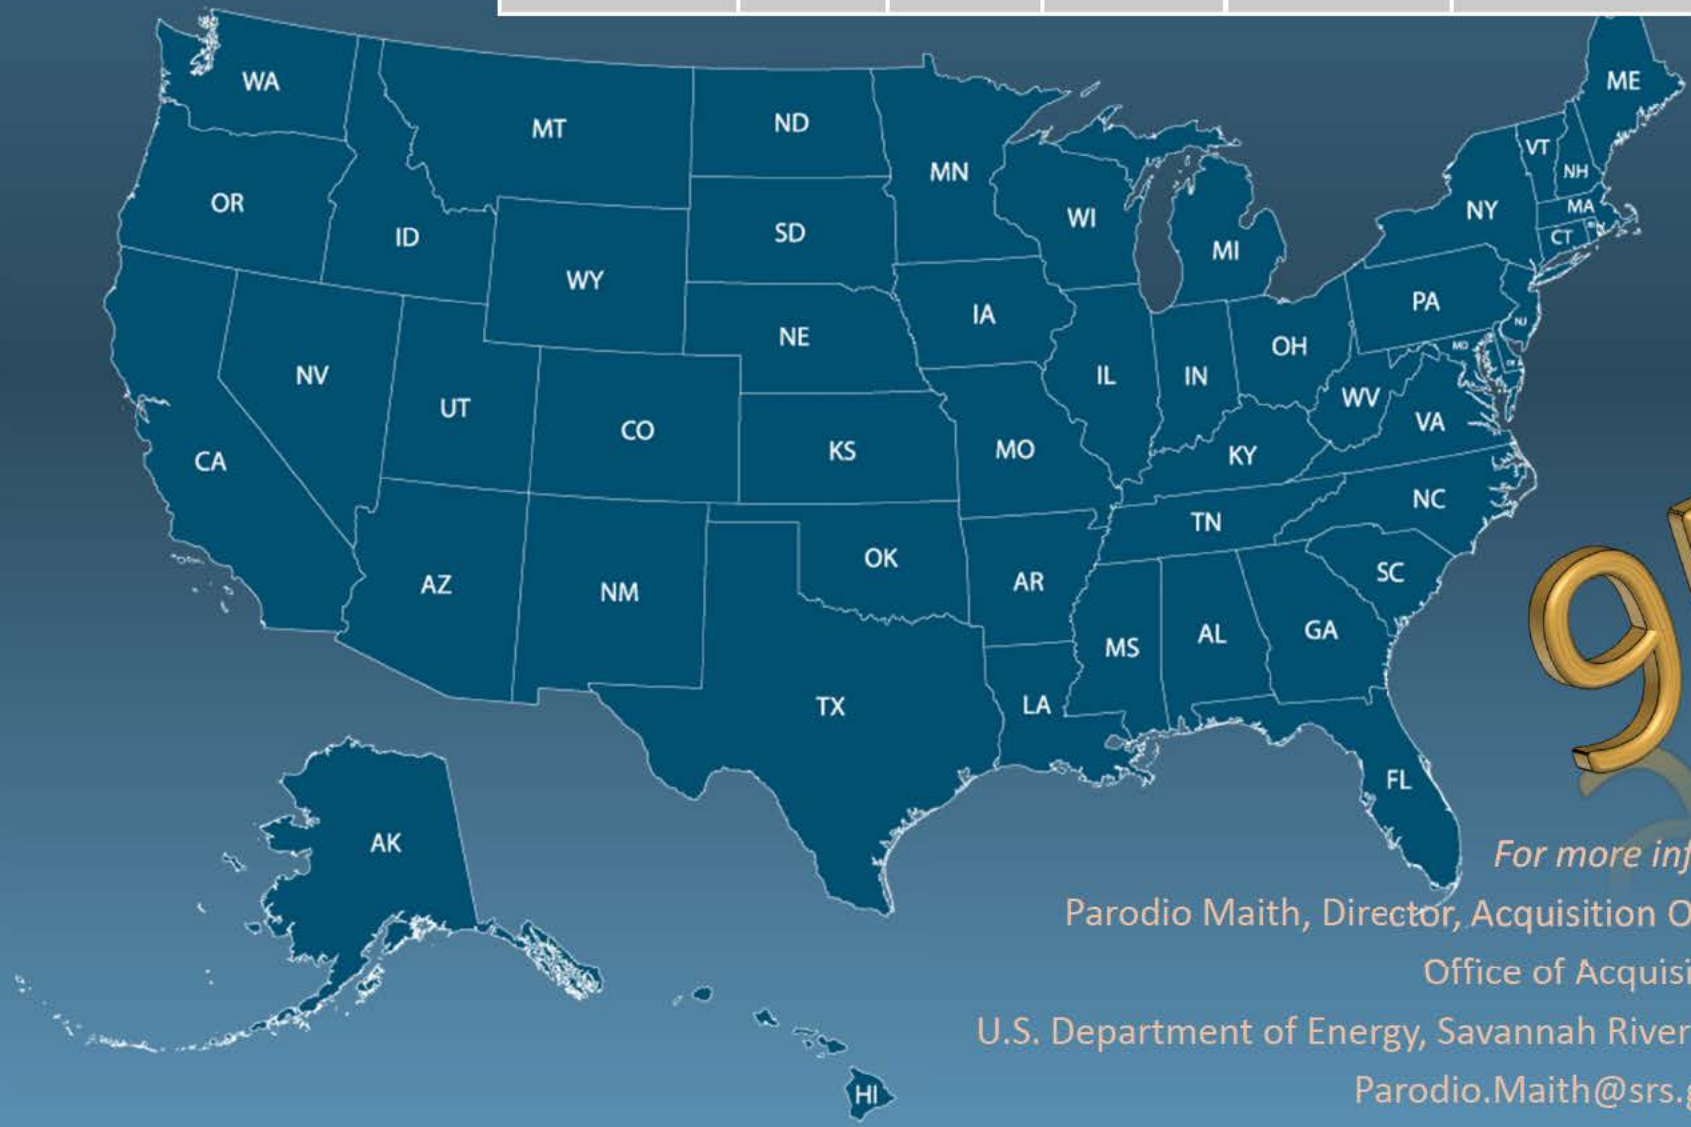 WA
MT
ND
MN
ME
VT
NH
OR
ID
SD
WI
MI
NY
MA
CT
WY
IA
PA
NE
NJ
NV
UT
CO
IL
IN
OH
MD
WV
VA
CA
KS
MO
KY
NC
AZ
NM
OK
AR
TN
SC
TX
LA
MS
AL
GA
FL
AK
HI
9
For more inf
Parodio Maith, Director, Acquisition O
Office of Acquisi
U.S. Department of Energy, Savannah River
Parodio.Maith@srs.g